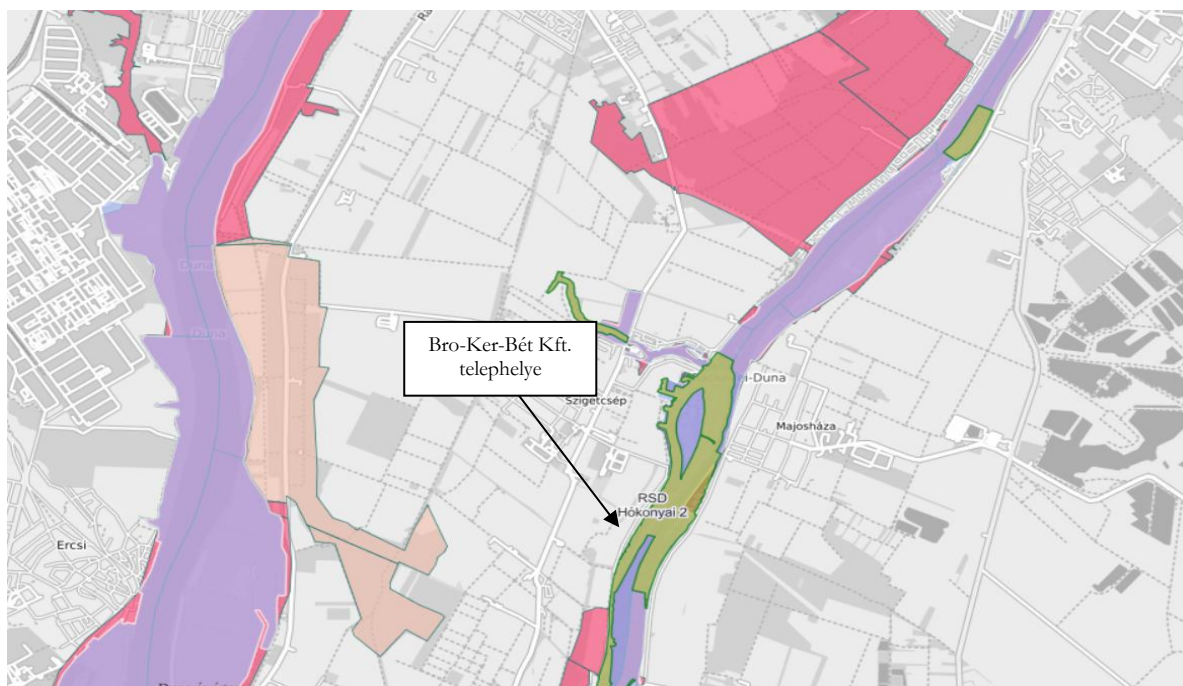 Duna
Duna
Bro-Ker-Bét Kft.
telephelye
i-Duna
Szigetcsép
Majosháza
RSD
Hókonyai 2
Ercsi